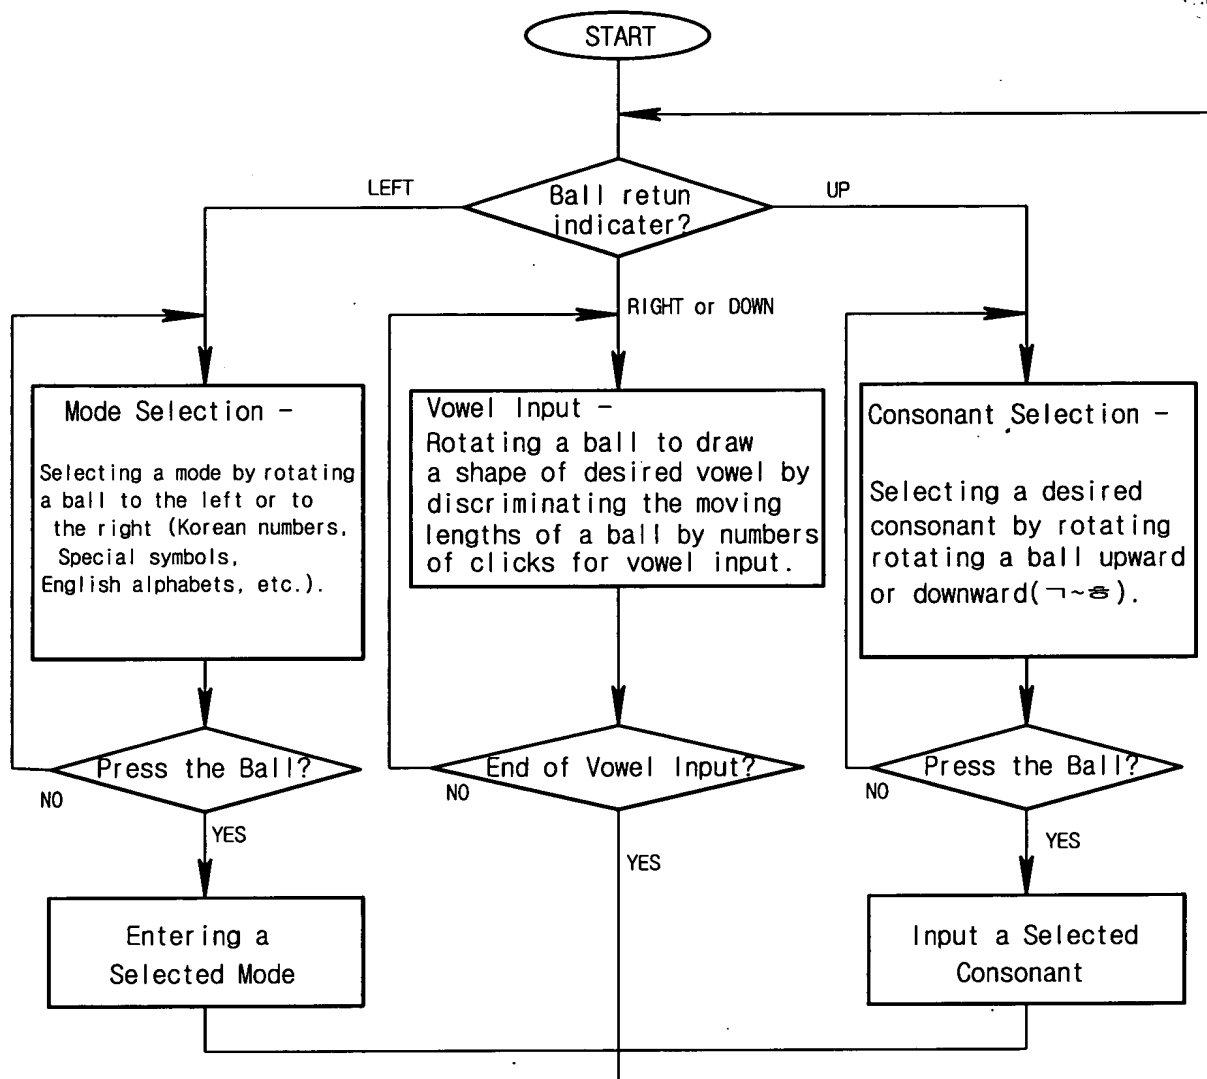 START
Ball retun
indicater?
LEFT
UP
RIGHT or DOWN
Mode Selection -
Selecting a mode by rotating
a ball to the left or to
the right (Korean numbers,
Special symbols,
English alphabets, etc.).
Press the Ball?
NO
YES
Entering a
Selected Mode
Vowel Input -
Rotating a ball to draw
a shape of desired vowel by
discriminating the moving
lengths of a ball by numbers
of clicks for vowel input.
End of Vowel Input?
NO
YES
Consonant Selection -
Selecting a desired
consonant by rotating
rotating a ball upward
or downward(ㄱ~ㅎ).
Press the Ball?
NO
YES
Input a Selected
Consonant